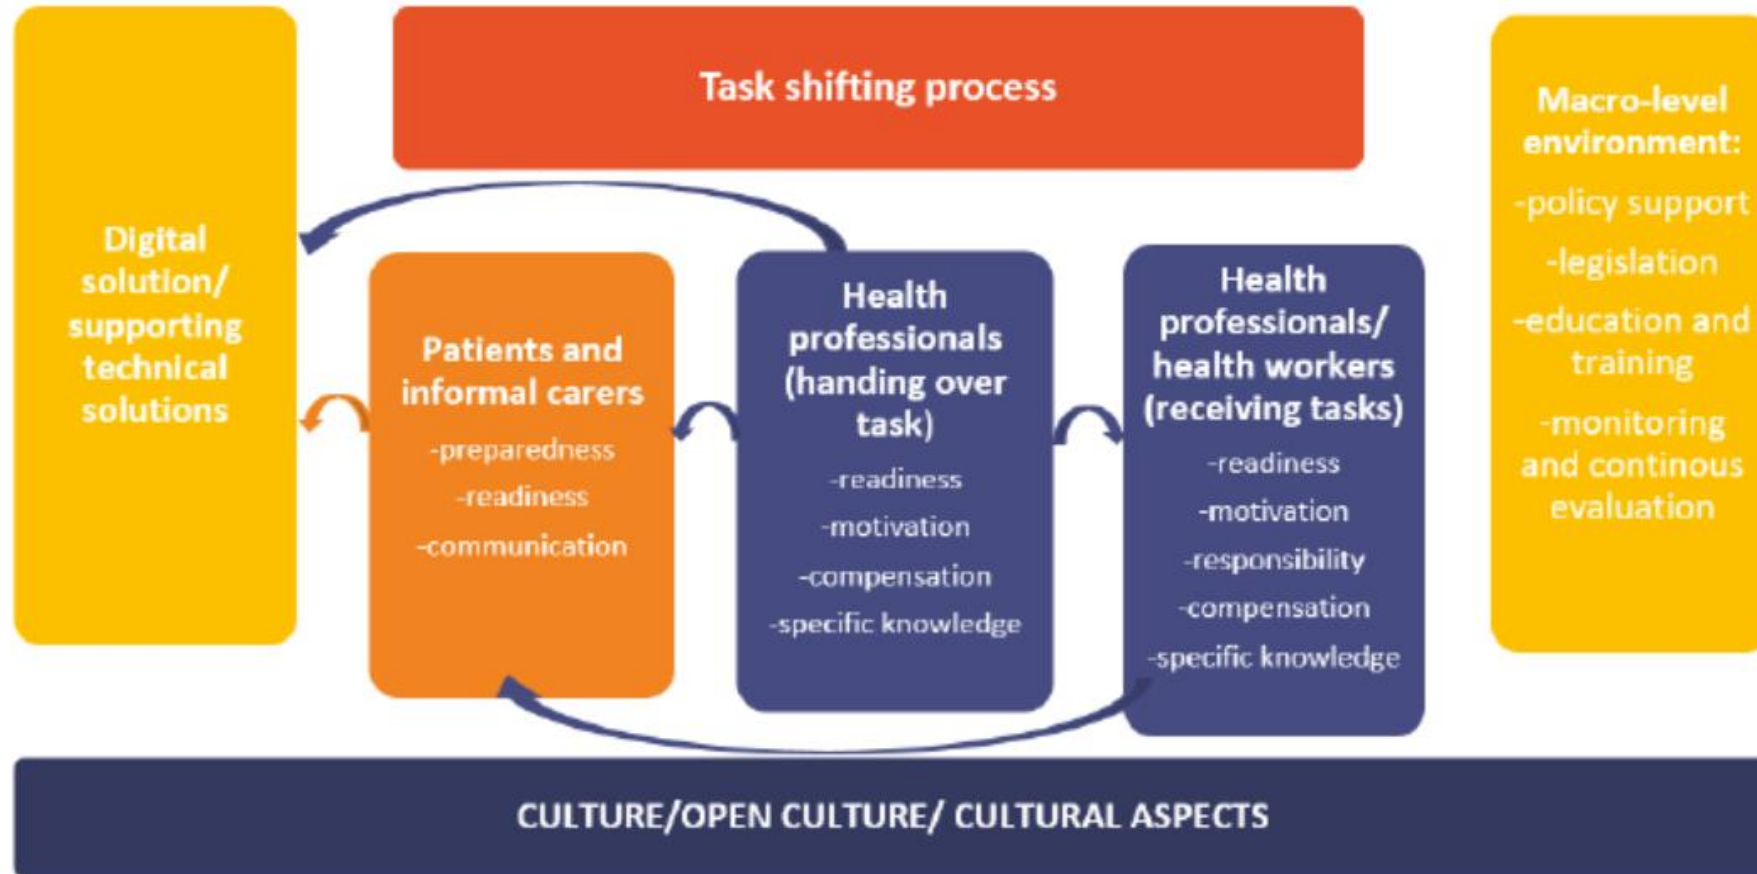 Task shifting process
Digital
solution/
supporting
technical
solutions
Patients and
informal carers
-preparedness
-readiness
-communication
Health
professionals
(handing over
task)
-readiness
-motivation
-compensation
-specific knowledge
Health
professionals/
health workers
(receiving tasks)
-readiness
-motivation
-responsibility
-compensation
-specific knowledge
Macro-level
environment:
-policy support
-legislation
-education and
training
-monitoring
and continous
evaluation
CULTURE/OPEN CULTURE/ CULTURAL ASPECTS